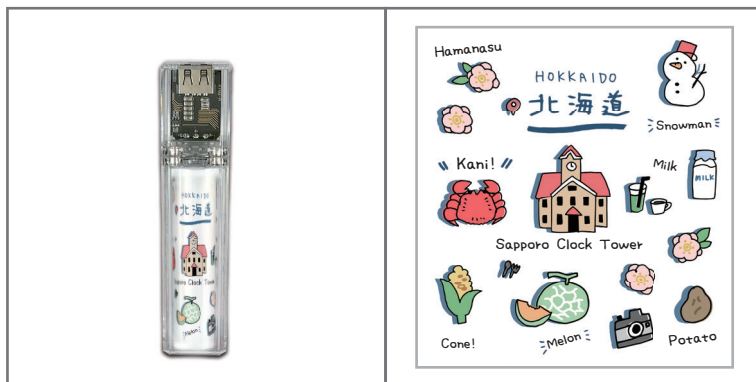 HOKKAIDO
北海道
Sapporo Clock Tower
Melon
Hamanasu
HOKKAIDO
北海道
Snowman
Kani!
Milk
MILK
Sapporo Clock Tower
Cone!
Melon
Potato